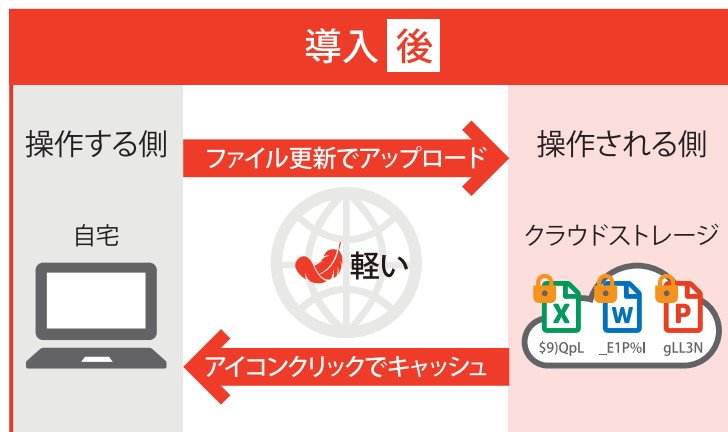 導入 後
操作する側
ファイル更新でアップロード
操作される側
自宅
軽い
クラウドストレージ
X W P
$9)QpL _E1P%I gLL3N
アイコンクリックでキャッシュ